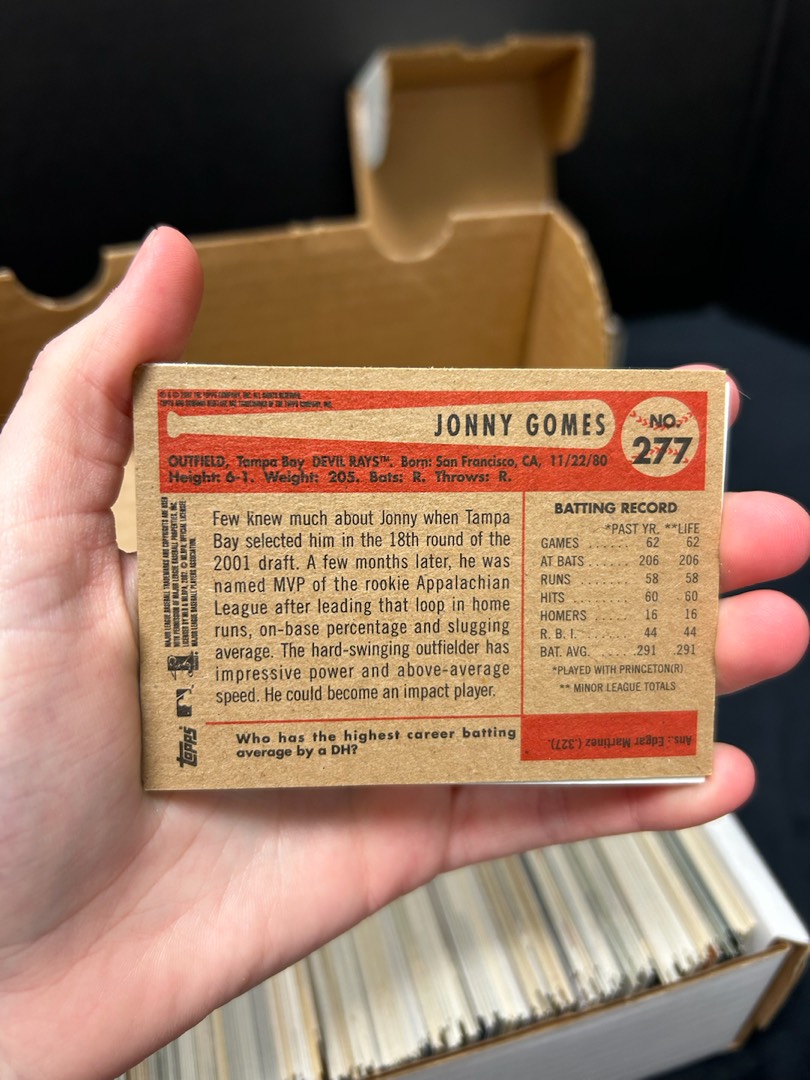 JONNY GOMES
NO.
277
OUTFIELD, Tampa Bay DEVIL RAYS™. Born: San Francisco, CA, 11/22/80
Height: 6-1. Weight: 205. Bats: R. Throws: R.
Few knew much about Jonny when Tampa
Bay selected him in the 18th round of the
2001 draft. A few months later, he was
named MVP of the rookie Appalachian
League after leading that loop in home
runs, on-base percentage and slugging
average. The hard-swinging outfielder has
impressive power and above-average
speed. He could become an impact player.
BATTING RECORD
*PAST YR. **LIFE
GAMES ...... 62 62
AT BATS ...... 206 206
RUNS ...... 58 58
HITS ...... 60 60
HOMERS ..... 16 16
R. B. I. ...... 44 44
BAT. AVG. .....291 .291
*PLAYED WITH PRINCETON(R)
** MINOR LEAGUE TOTALS
Who has the highest career batting
average by a DH?
Ans.: Edgar Martinez (.327).
topps